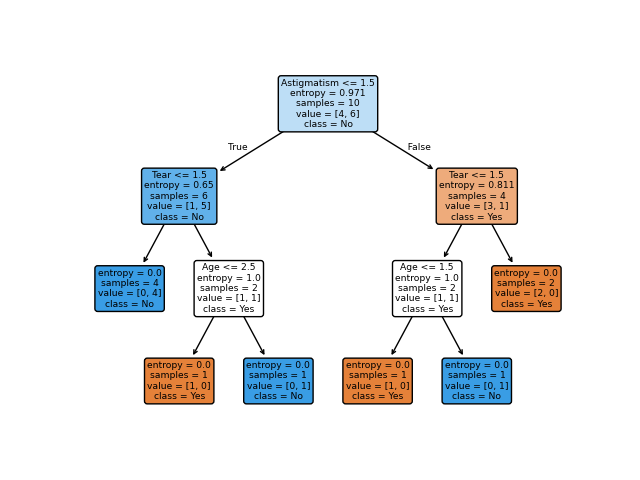 Astigmatism <= 1.5
entropy = 0.971
samples = 10
value = [4, 6]
class = No
True
False
Tear <= 1.5
entropy = 0.65
samples = 6
value = [1, 5]
class = No
Tear <= 1.5
entropy = 0.811
samples = 4
value = [3, 1]
class = Yes
entropy = 0.0
samples = 4
value = [0, 4]
class = No
Age <= 2.5
entropy = 1.0
samples = 2
value = [1, 1]
class = Yes
Age <= 1.5
entropy = 1.0
samples = 2
value = [1, 1]
class = Yes
entropy = 0.0
samples = 2
value = [2, 0]
class = Yes
entropy = 0.0
samples = 1
value = [1, 0]
class = Yes
entropy = 0.0
samples = 1
value = [0, 1]
class = No
entropy = 0.0
samples = 1
value = [1, 0]
class = Yes
entropy = 0.0
samples = 1
value = [0, 1]
class = No